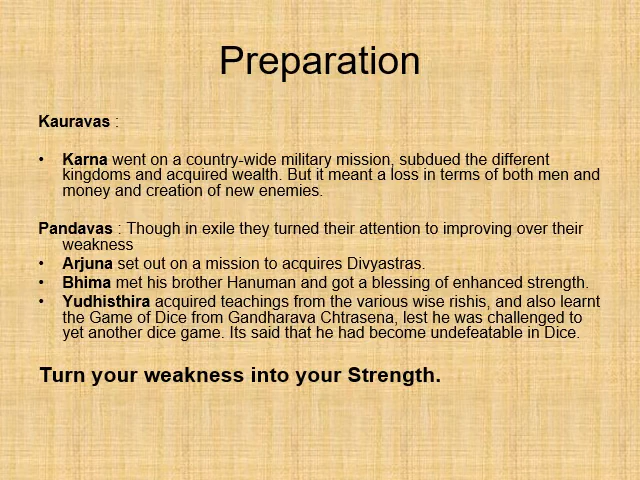 Preparation
Kauravas :
• Karna went on a country-wide military mission, subdued the different
kingdoms and acquired wealth. But it meant a loss in terms of both men and
money and creation of new enemies.
Pandavas : Though in exile they turned their attention to improving over their
weakness
• Arjuna set out on a mission to acquires Divyastras.
• Bhima met his brother Hanuman and got a blessing of enhanced strength.
• Yudhisthira acquired teachings from the various wise rishis, and also learnt
the Game of Dice from Gandharava Chtrasena, lest he was challenged to
yet another dice game. Its said that he had become undefeatable in Dice.
Turn your weakness into your Strength.